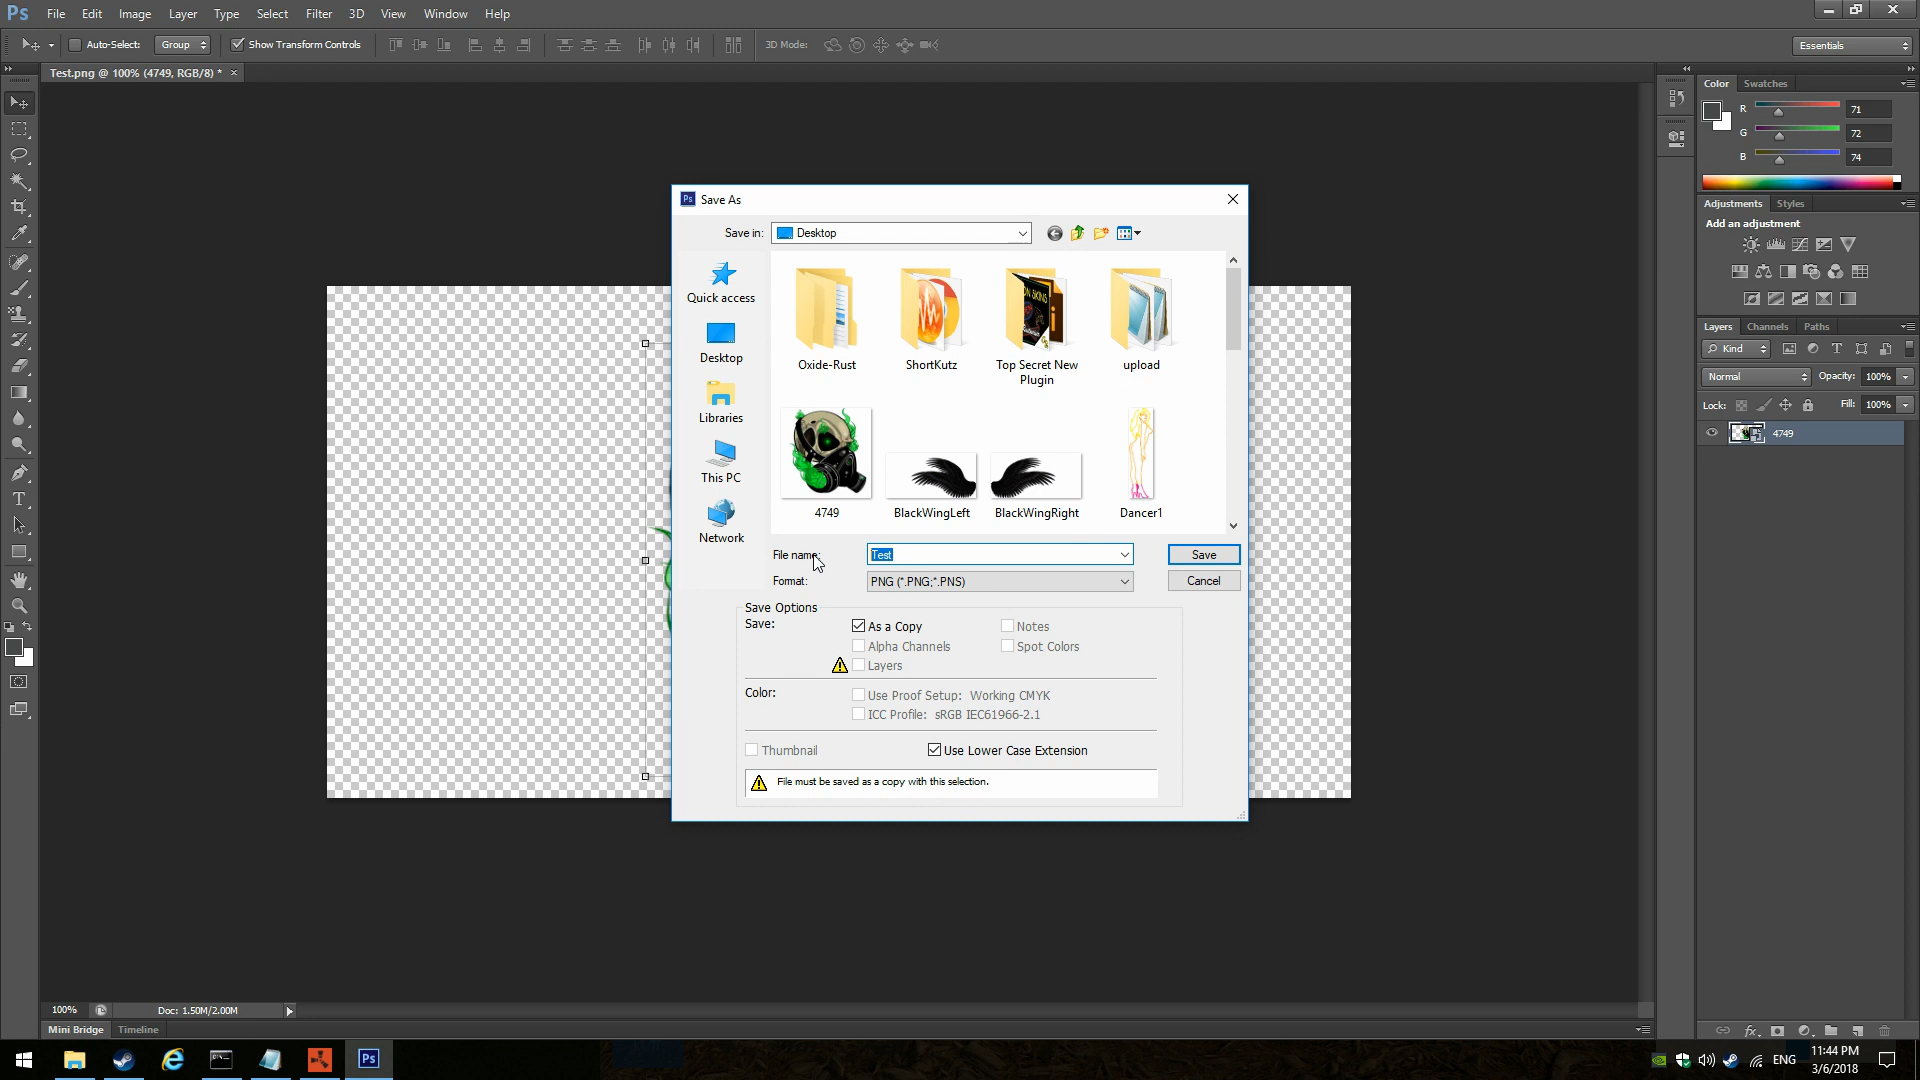 Ps File Edit Image Layer Type Select Filter 3D View Window Help
Auto-Select: Group Show Transform Controls 3D Mode: Essentials
Test.png @ 100% (4749, RGB/8) *
Color Swatches
R 71
G 72
B 74
Adjustments Styles
Add an adjustment
Layers Channels Paths
Kind
Normal Opacity: 100%
Lock: Fill: 100%
4749
Ps Save As
Save in: Desktop
Quick access
Desktop
Libraries
This PC
Network
Oxide-Rust ShortKutz Top Secret New upload
Plugin
4749 BlackWingLeft BlackWingRight Dancer1
File name: Test Save
Format: PNG (*.PNG;*.PNS) Cancel
Save Options
Save: As a Copy Notes
Alpha Channels Spot Colors
Layers
Color: Use Proof Setup: Working CMYK
ICC Profile: sRGB IEC61966-2.1
Thumbnail Use Lower Case Extension
File must be saved as a copy with this selection.
100% Doc: 1.50M/2.00M
Mini Bridge Timeline
Ps ENG 11:44 PM
3/6/2018